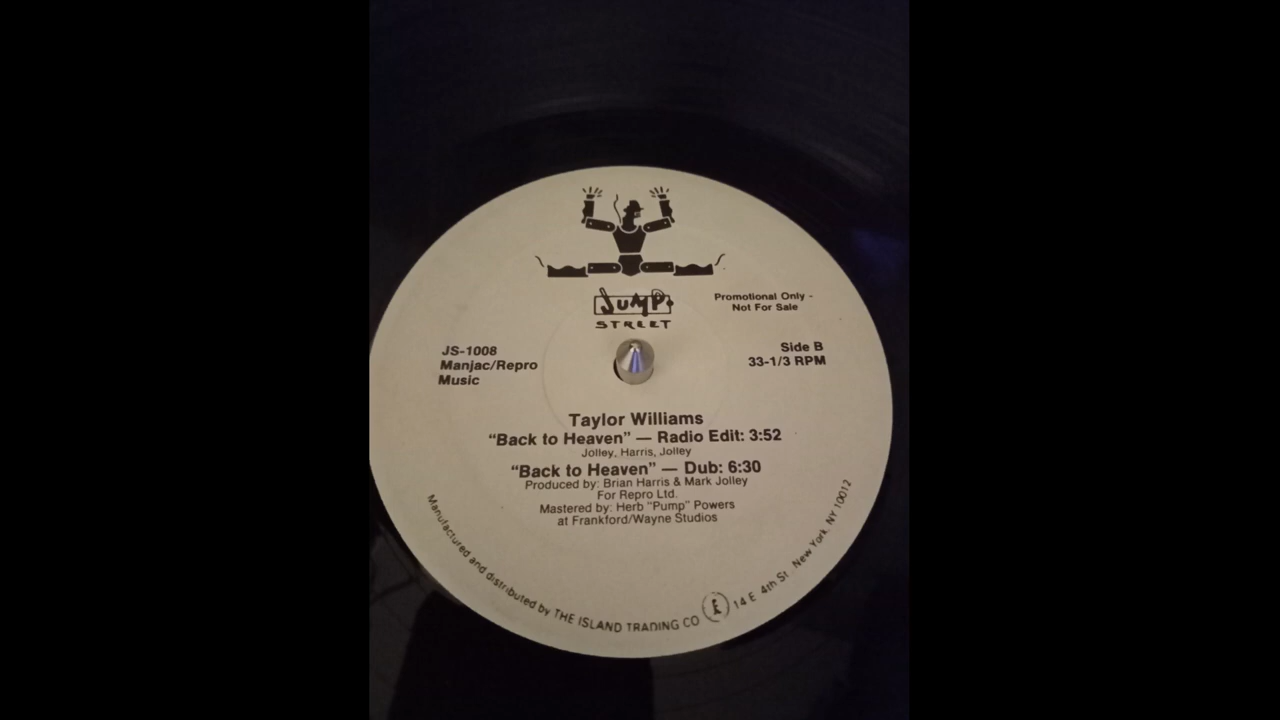 JUMP
STREET
Promotional Only -
Not For Sale
JS-1008
Manjac/Repro
Music
Side B
33-1/3 RPM
Taylor Williams
“Back to Heaven” — Radio Edit: 3:52
Jolley, Harris, Jolley
“Back to Heaven” — Dub: 6:30
Produced by: Brian Harris & Mark Jolley
For Repro Ltd.
Mastered by: Herb “Pump” Powers
at Frankford/Wayne Studios
Manufactured and distributed by THE ISLAND TRADING CO 14 E 4th St New York, NY 10012